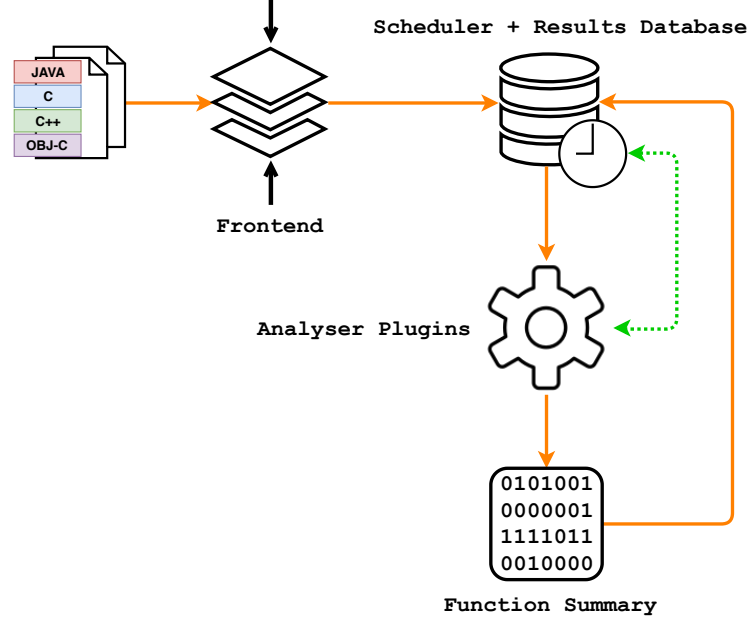 Scheduler + Results Database
JAVA
C
C++
OBJ-C
Frontend
Analyser Plugins
0101001
0000001
1111011
0010000
Function Summary